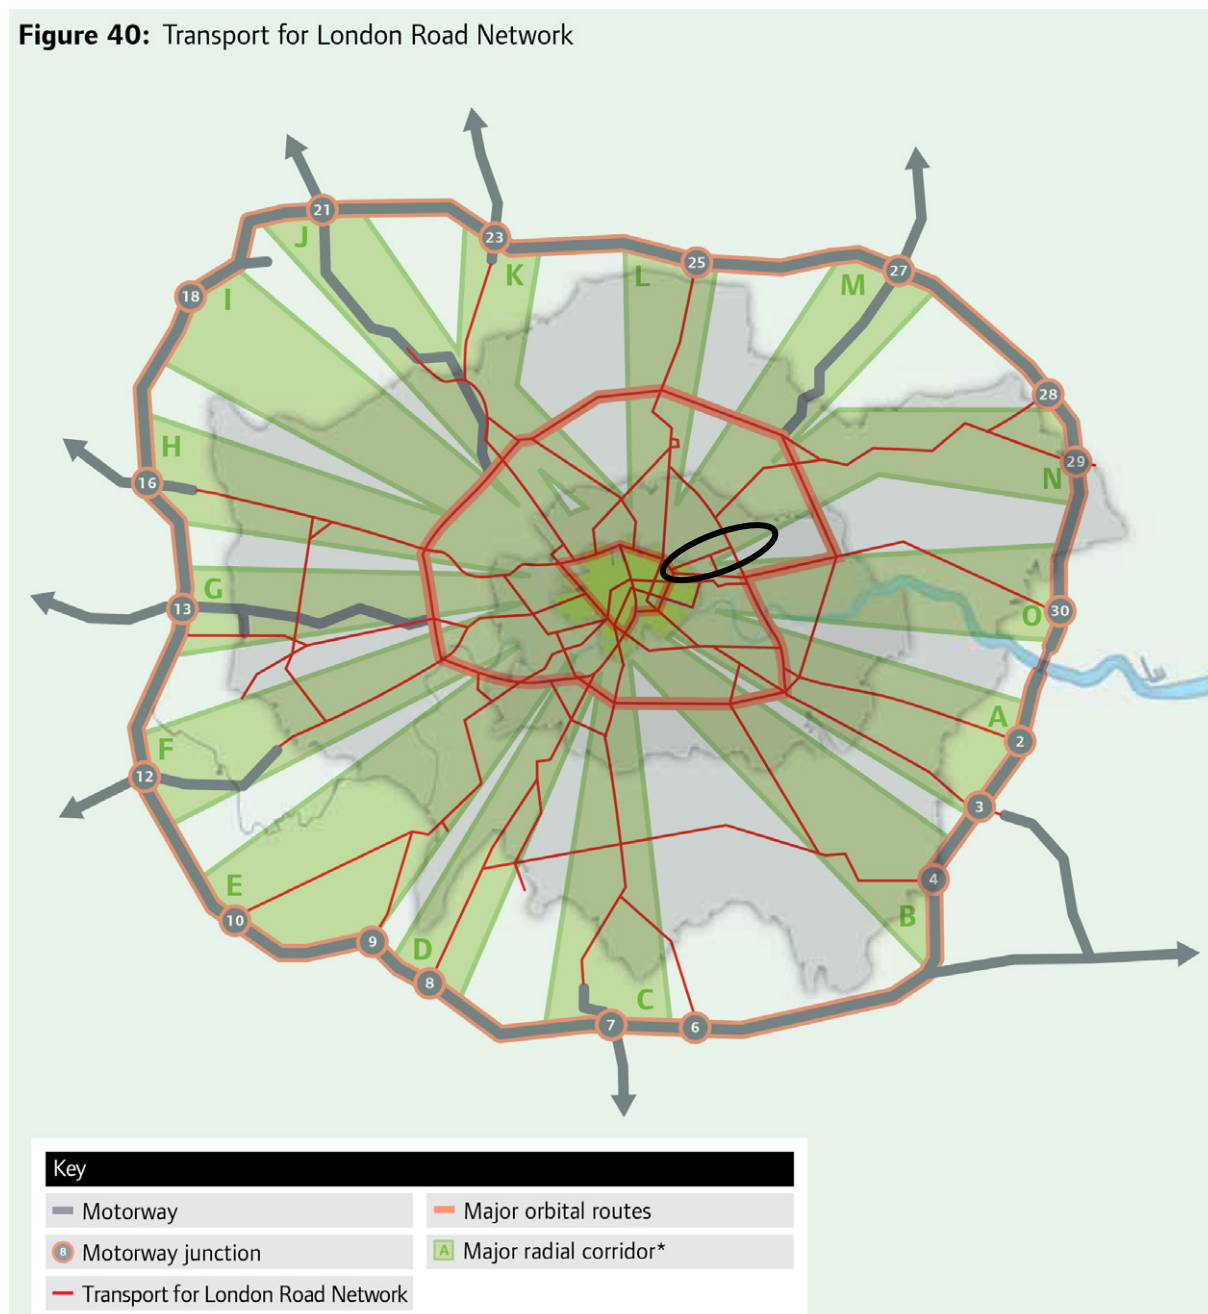 Figure 40: Transport for London Road Network
21
J
23
K
L
25
M
27
I
18
28
H
16
29
N
G
13
30
O
A
2
F
12
3
4
E
B
10
9
D
8
C
7
6
Key
Motorway
Major orbital routes
8 Motorway junction
A Major radial corridor*
Transport for London Road Network